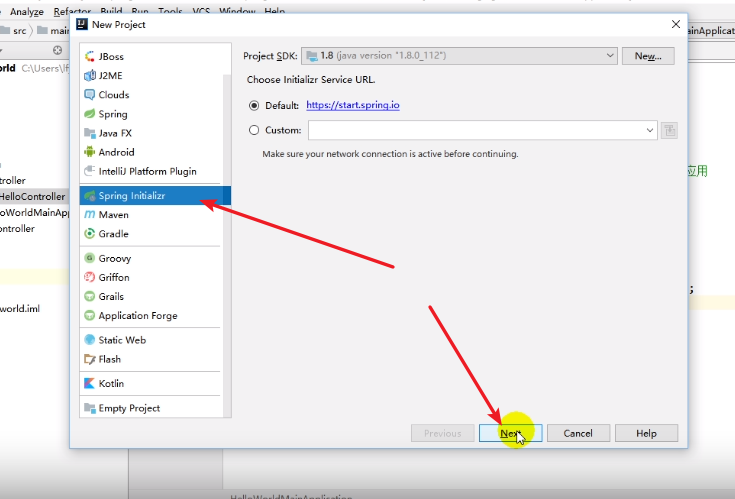 Analyze Refactor Build Run Tools VCS Window Help
src
main
New Project
ainApplicat
JBoss
J2ME
Clouds
Spring
Java FX
Android
IntelliJ Platform Plugin
Spring Initializr
Maven
Gradle
Groovy
Griffon
Grails
Application Forge
Static Web
Flash
Kotlin
Empty Project
Project SDK: 1.8 (java version "1.8.0_112") New...
Choose Initializr Service URL.
Default: https://start.spring.io
Custom:
Make sure your network connection is active before continuing.
Previous Next Cancel Help
orld C:\Users\lf
roller
HelloController
oWorldMainAp
ontroller
world.iml
应用
;
HelloWorldMainApplication